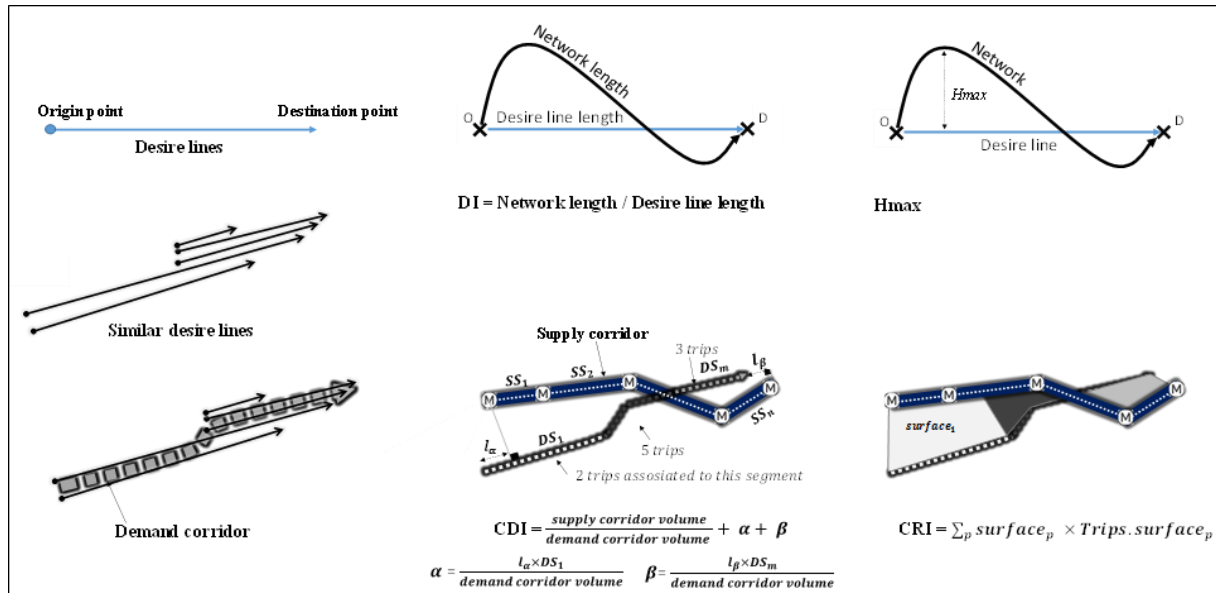 Origin point
Destination point
Desire lines
Similar desire lines
Demand corridor
Network length
O
D
Desire line length
DI = Network length / Desire line length
Network
Hmax
O
D
Desire line
Hmax
Supply corridor
3 trips
SS₁
SS₂
DSₘ
lᵦ
M
M
M
M
M
SSₙ
lα
DS₁
5 trips
2 trips assosiated to this segment
CDI = supply corridor volume / demand corridor volume + α + β
α = lα×DS₁ / demand corridor volume
β = lᵦ×DSₘ / demand corridor volume
M
M
M
M
M
surface₁
CRI = ∑ₚ surfaceₚ × Trips.surfaceₚ